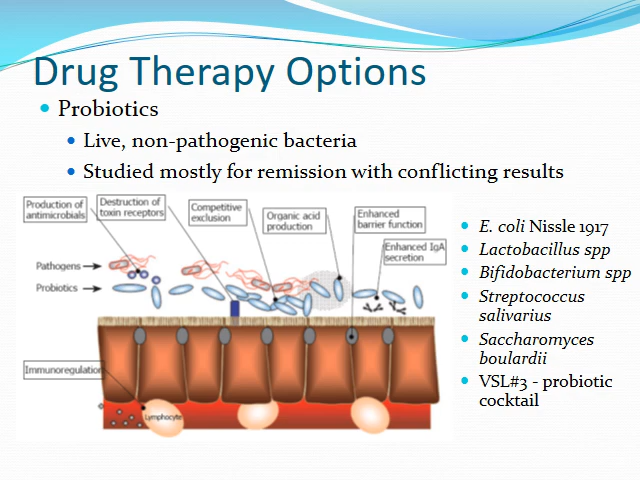 Drug Therapy Options
Probiotics
Live, non-pathogenic bacteria
Studied mostly for remission with conflicting results
Production of
antimicrobials
Destruction of
toxin receptors
Competitive
exclusion
Organic acid
production
Enhanced
barrier function
Enhanced IgA
secretion
Pathogens
Probiotics
Immunoregulation
Lymphocyte
E. coli Nissle 1917
Lactobacillus spp
Bifidobacterium spp
Streptococcus
salivarius
Saccharomyces
boulardii
VSL#3 - probiotic
cocktail